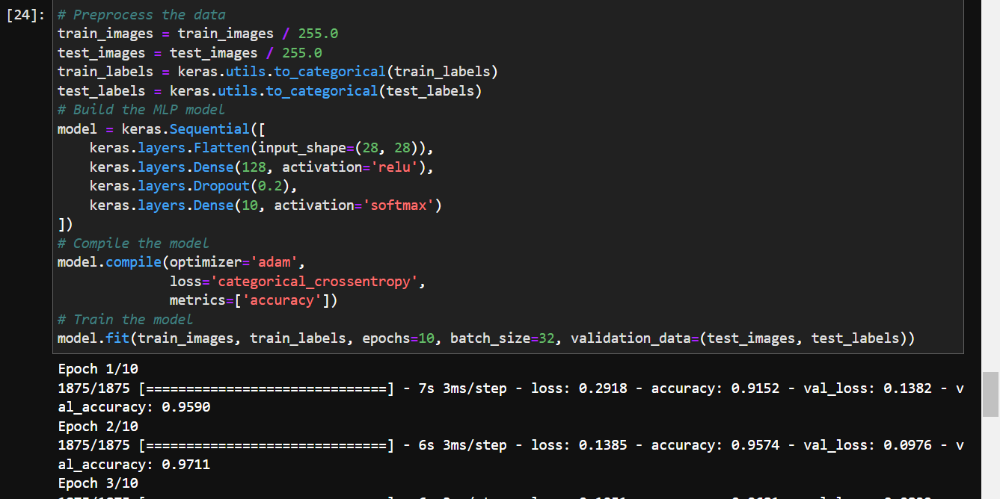 [24]: # Preprocess the data
train_images = train_images / 255.0
test_images = test_images / 255.0
train_labels = keras.utils.to_categorical(train_labels)
test_labels = keras.utils.to_categorical(test_labels)
# Build the MLP model
model = keras.Sequential([
    keras.layers.Flatten(input_shape=(28, 28)),
    keras.layers.Dense(128, activation='relu'),
    keras.layers.Dropout(0.2),
    keras.layers.Dense(10, activation='softmax')
])
# Compile the model
model.compile(optimizer='adam',
              loss='categorical_crossentropy',
              metrics=['accuracy'])
# Train the model
model.fit(train_images, train_labels, epochs=10, batch_size=32, validation_data=(test_images, test_labels))
Epoch 1/10
1875/1875 [==============================] - 7s 3ms/step - loss: 0.2918 - accuracy: 0.9152 - val_loss: 0.1382 - v
al_accuracy: 0.9590
Epoch 2/10
1875/1875 [==============================] - 6s 3ms/step - loss: 0.1385 - accuracy: 0.9574 - val_loss: 0.0976 - v
al_accuracy: 0.9711
Epoch 3/10